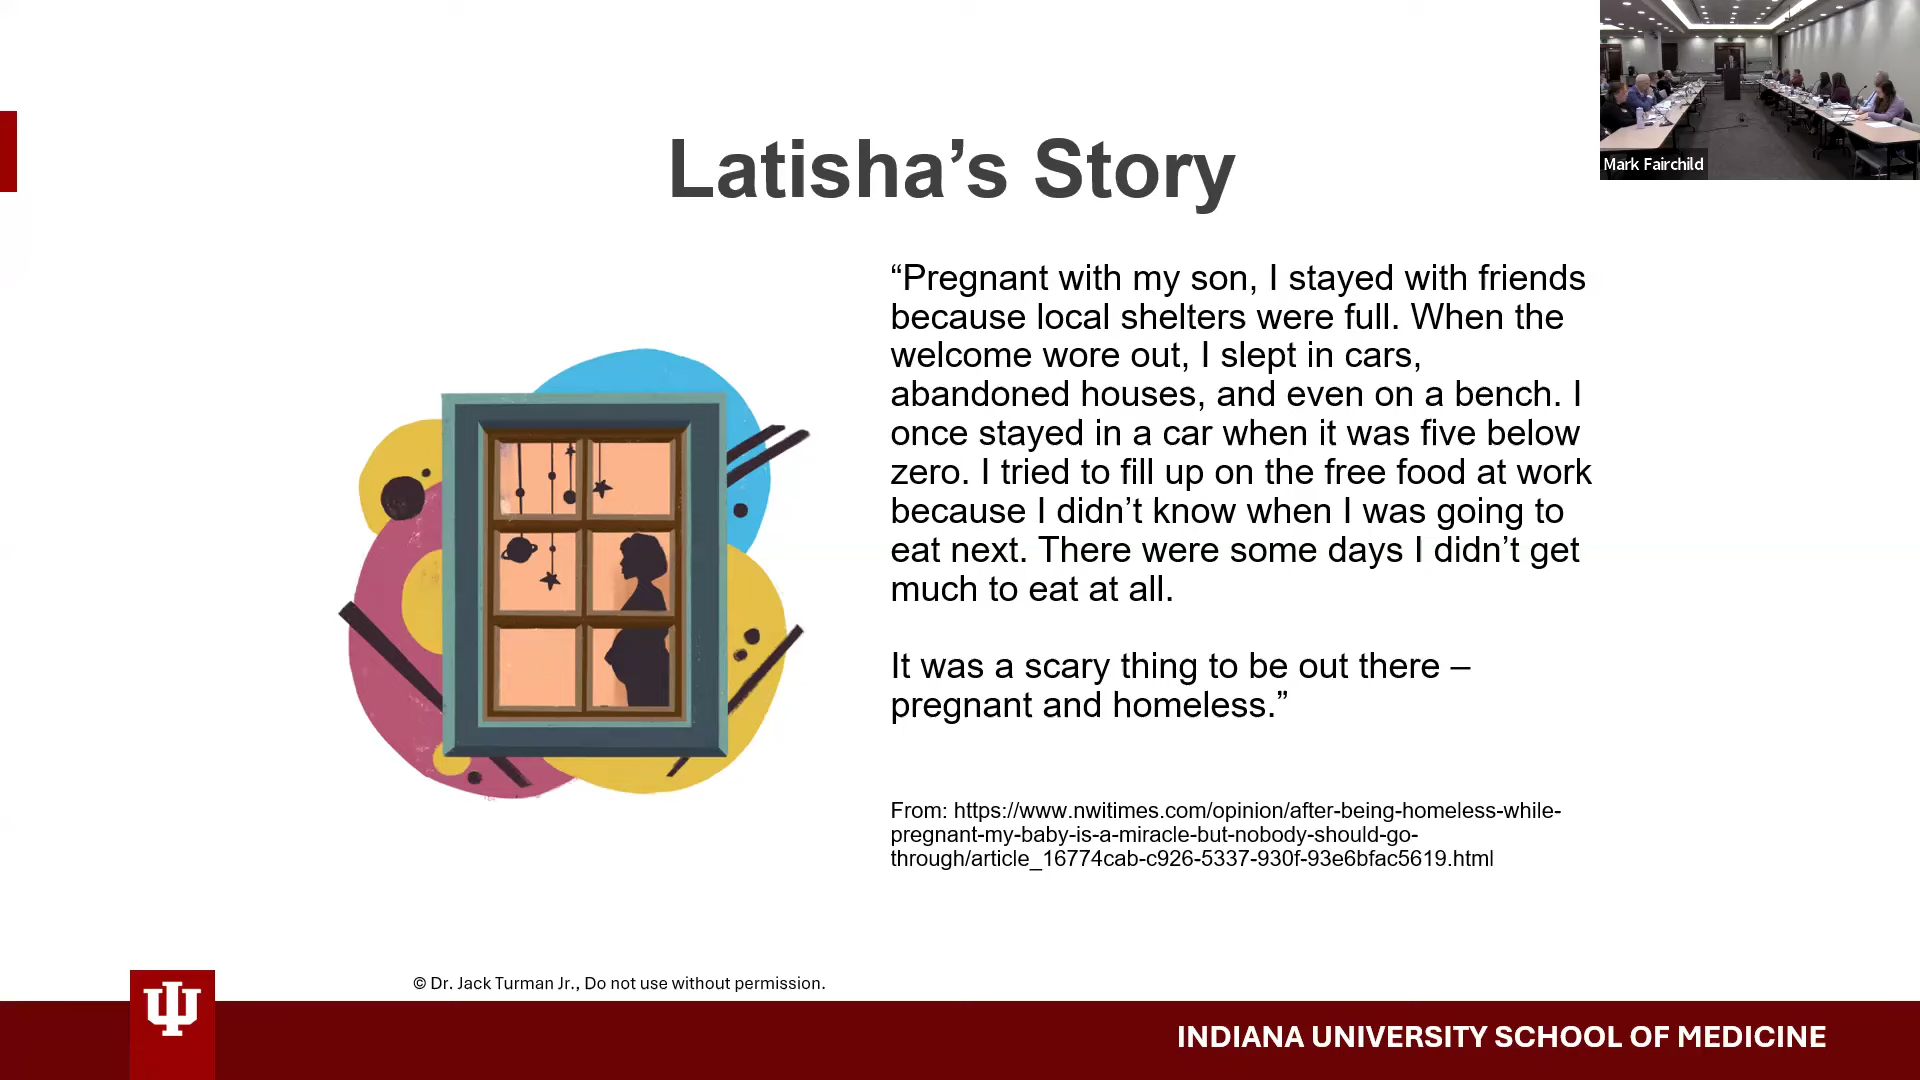 Mark Fairchild
Latisha’s Story
“Pregnant with my son, I stayed with friends
because local shelters were full. When the
welcome wore out, I slept in cars,
abandoned houses, and even on a bench. I
once stayed in a car when it was five below
zero. I tried to fill up on the free food at work
because I didn’t know when I was going to
eat next. There were some days I didn’t get
much to eat at all.
It was a scary thing to be out there –
pregnant and homeless.”
From: https://www.nwitimes.com/opinion/after-being-homeless-while-
pregnant-my-baby-is-a-miracle-but-nobody-should-go-
through/article_16774cab-c926-5337-930f-93e6bfac5619.html
© Dr. Jack Turman Jr., Do not use without permission.
INDIANA UNIVERSITY SCHOOL OF MEDICINE